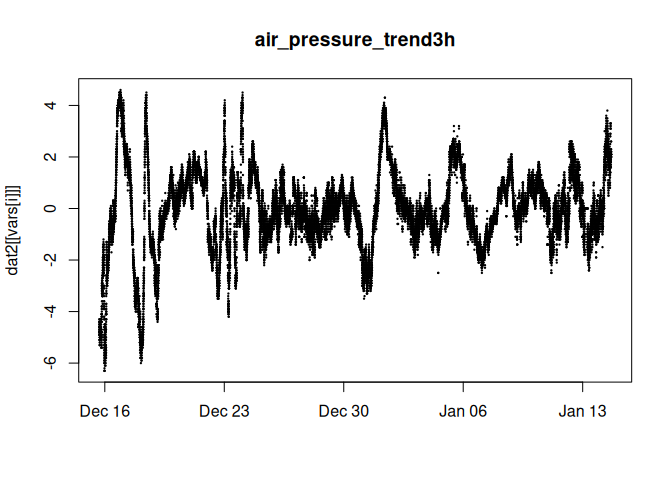 air_pressure_trend3h
dat2[[vars[i]]]
4
2
0
-2
-4
-6
Dec 16
Dec 23
Dec 30
Jan 06
Jan 13